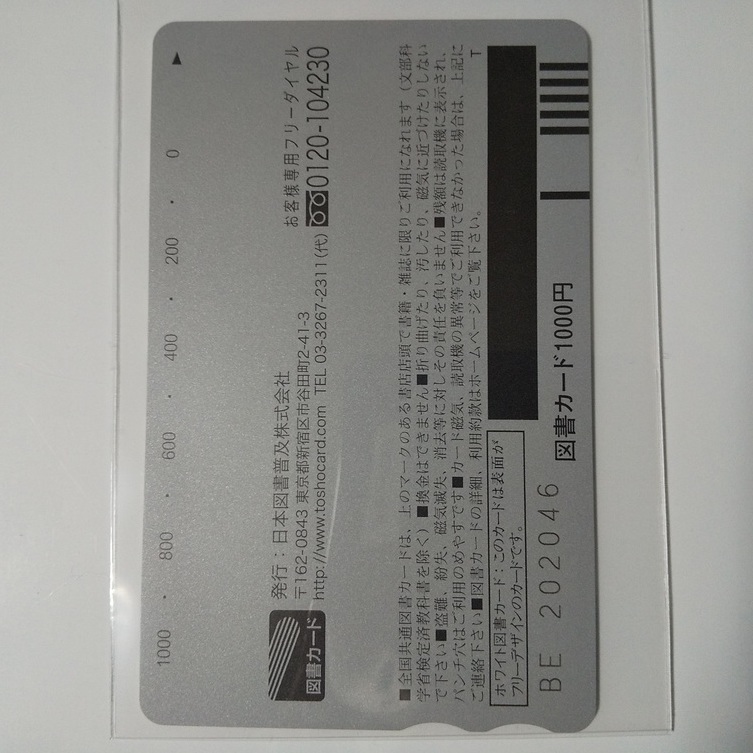 1000 ・ 800 ・ 600 ・ 400 ・ 200 ・ 0 ▶
図書カード
発行：日本図書普及株式会社
〒162-0843 東京都新宿区市谷田町2-41-3
http://www.toshocard.com TEL 03-3267-2311(代)
お客様専用フリーダイヤル
0120-104230
■全国共通図書カードは、上のマークのある書店店頭で書籍・雑誌に限りご利用になれます（文部科
学省検定済教科書を除く）■換金はできません■折り曲げたり、汚したり、磁気に近づけたりしない
で下さい■盗難、紛失、磁気滅失、消去等に対しその責任を負いません■残額は読取機に表示され、
パンチ穴はご利用のめやすです■カード磁気、読取機の異常等でご利用できなかった場合は、上記に
ご連絡下さい■図書カードの詳細、利用約款はホームページをご覧下さい。
T
ホワイト図書カード：このカードは表面が
フリーデザインのカードです。
BE 202046
図書カード1000円